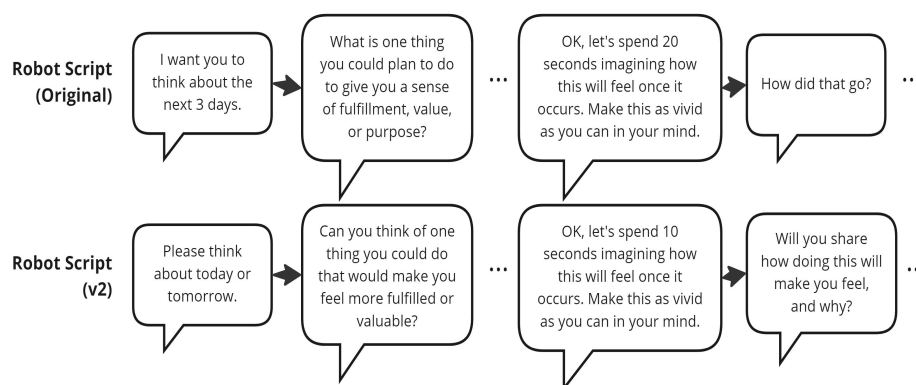 Robot Script
(Original)
I want you to
think about the
next 3 days.
What is one thing
you could plan to do
to give you a sense
of fulfillment, value,
or purpose?
...
OK, let's spend 20
seconds imagining how
this will feel once it
occurs. Make this as vivid
as you can in your mind.
How did that go?
...
Robot Script
(v2)
Please think
about today or
tomorrow.
Can you think of one
thing you could do
that would make you
feel more fulfilled or
valuable?
...
OK, let's spend 10
seconds imagining how
this will feel once it
occurs. Make this as vivid
as you can in your mind.
Will you share
how doing this will
make you feel,
and why?
...